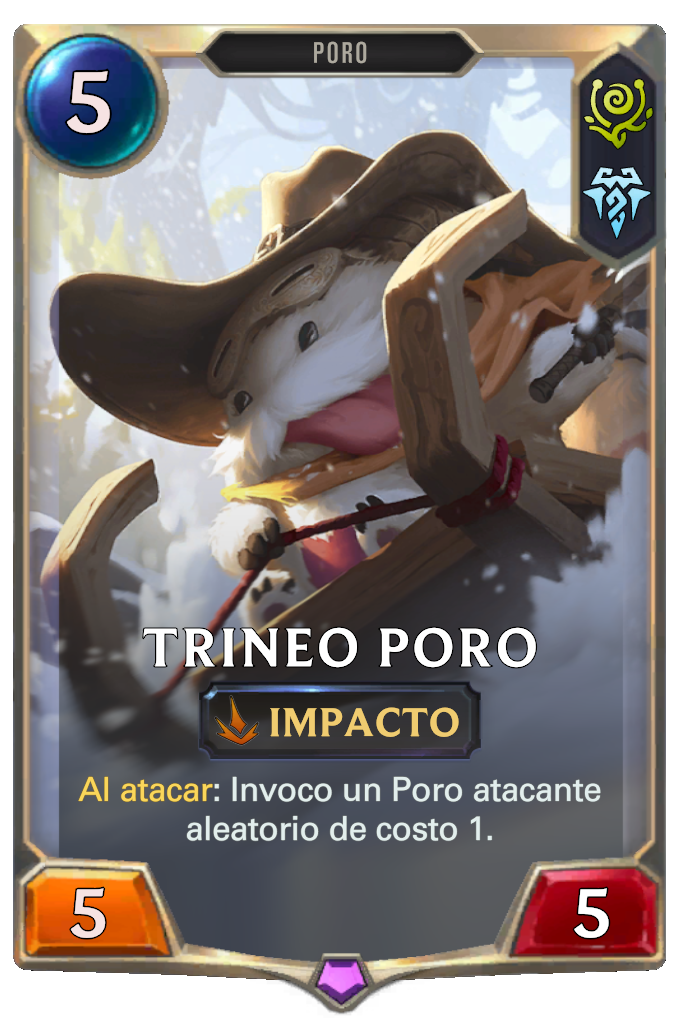 PORO
5
TRINEO PORO
IMPACTO
Al atacar: Invoco un Poro atacante
aleatorio de costo 1.
5
5